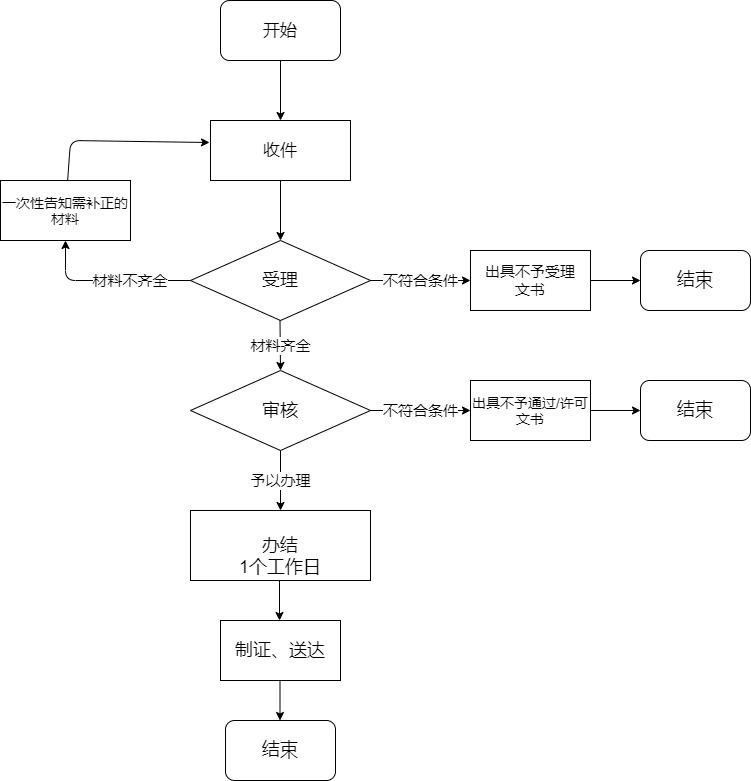 开始
收件
一次性告知需补正的
材料
材料不齐全
受理
不符合条件
出具不予受理
文书
结束
材料齐全
审核
不符合条件
出具不予通过/许可
文书
结束
予以办理
办结
1个工作日
制证、送达
结束